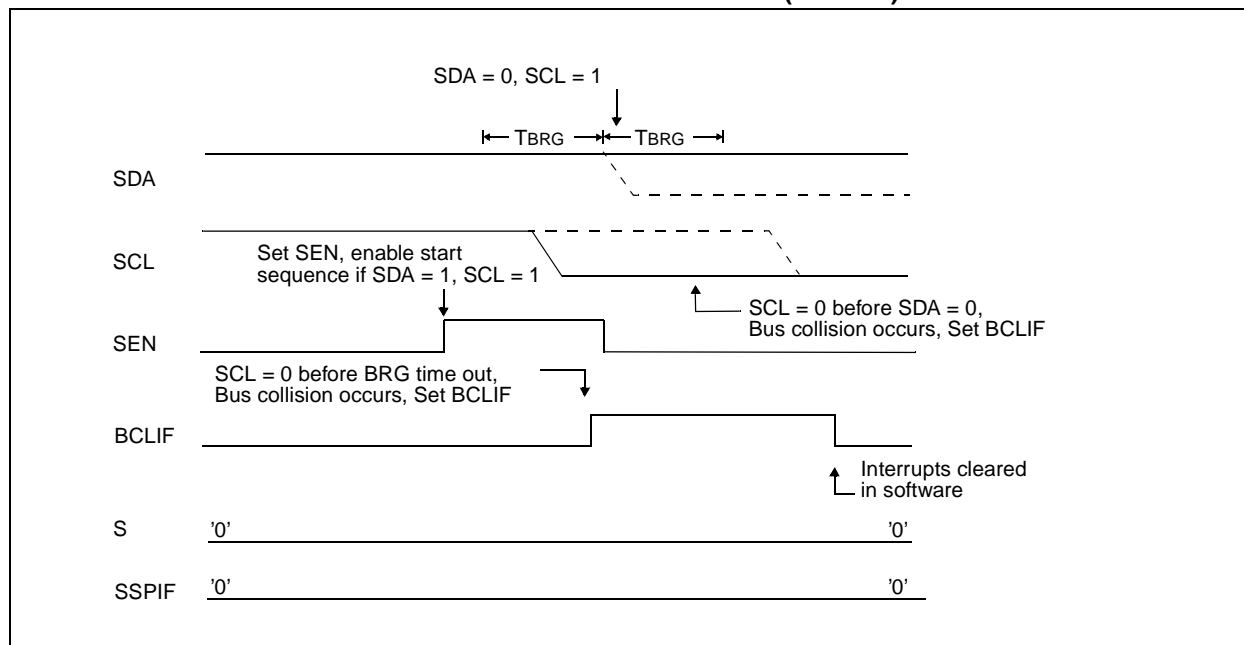 SDA = 0, SCL = 1
TBRG TBRG
SDA
SCL
Set SEN, enable start
sequence if SDA = 1, SCL = 1
SCL = 0 before SDA = 0,
Bus collision occurs, Set BCLIF
SEN
SCL = 0 before BRG time out,
Bus collision occurs, Set BCLIF
BCLIF
Interrupts cleared
in software
S '0' '0'
SSPIF '0' '0'